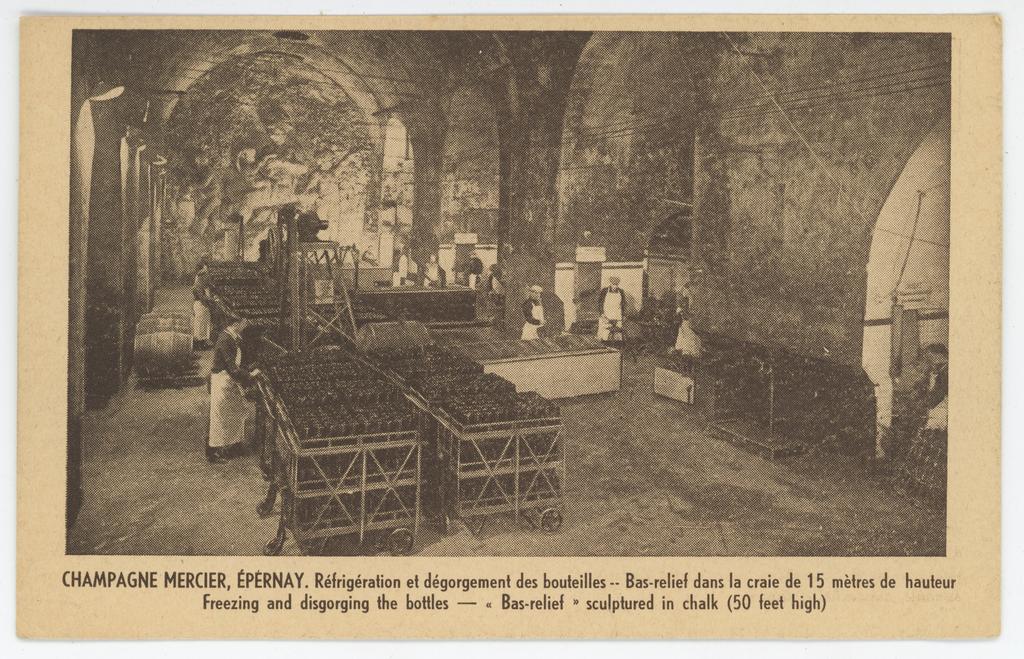 CHAMPAGNE MERCIER, ÉPERNAY. Réfrigération et dégorgement des bouteilles -- Bas-relief dans la craie de 15 mètres de hauteur
Freezing and disgorging the bottles — « Bas-relief » sculptured in chalk (50 feet high)